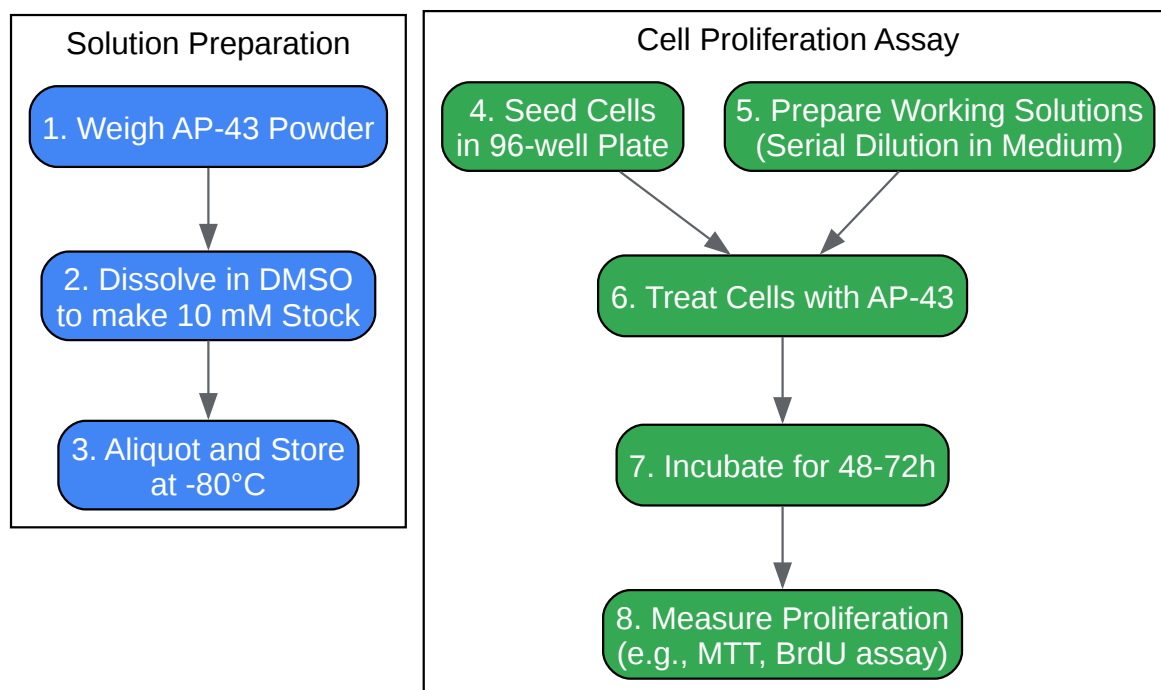 Solution Preparation
1. Weigh AP-43 Powder
2. Dissolve in DMSO
to make 10 mM Stock
3. Aliquot and Store
at -80°C
Cell Proliferation Assay
4. Seed Cells
in 96-well Plate
5. Prepare Working Solutions
(Serial Dilution in Medium)
6. Treat Cells with AP-43
7. Incubate for 48-72h
8. Measure Proliferation
(e.g., MTT, BrdU assay)